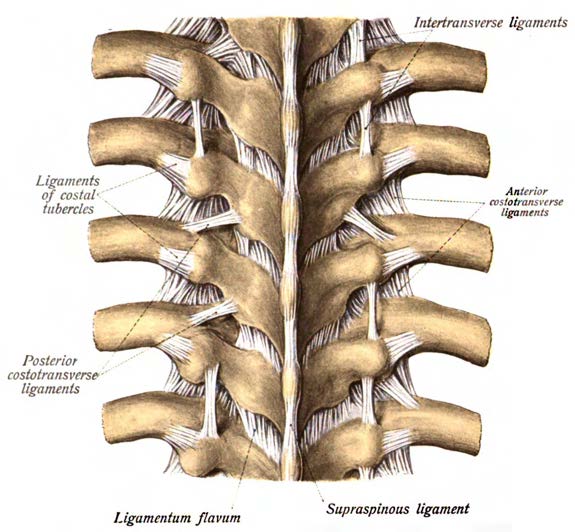 Intertransverse ligaments
Ligaments
of costal
tubercles
Anterior
costotransverse
ligaments
Posterior
costotransverse
ligaments
Ligamentum flavum
Supraspinous ligament